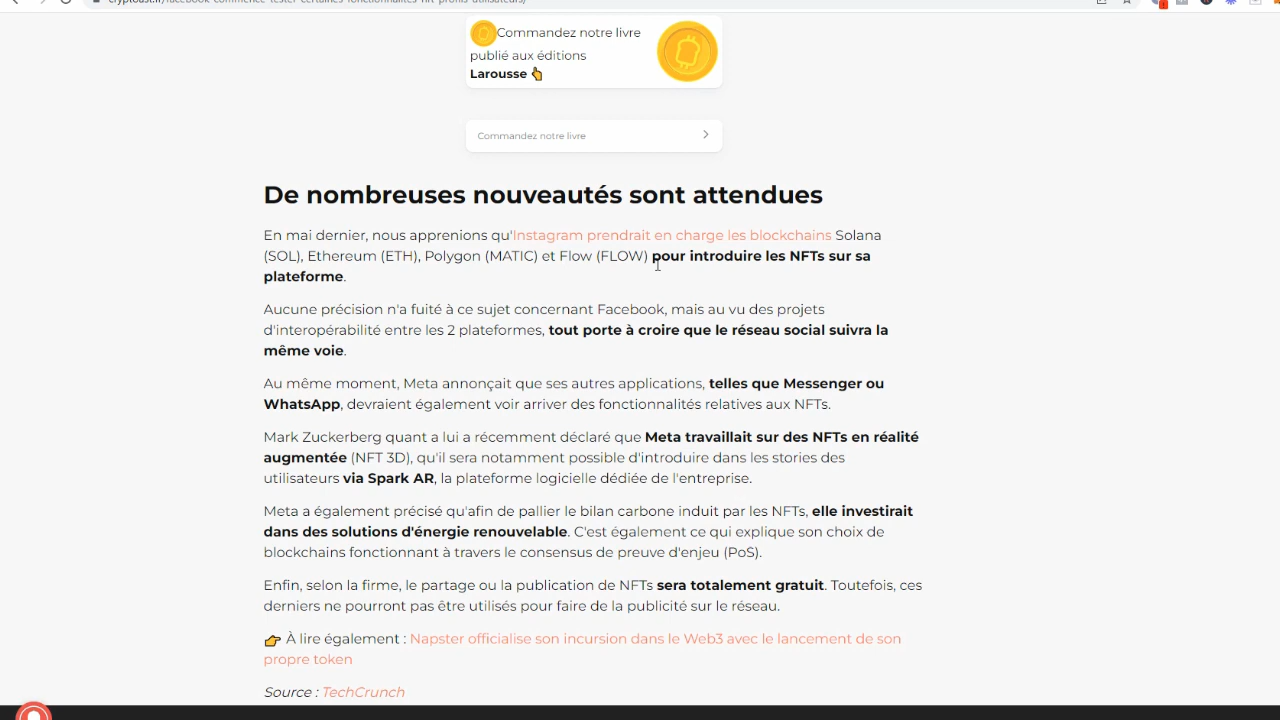 Commandez notre livre
publié aux éditions
Larousse 👆
Commandez notre livre
De nombreuses nouveautés sont attendues
En mai dernier, nous apprenions qu'Instagram prendrait en charge les blockchains Solana
(SOL), Ethereum (ETH), Polygon (MATIC) et Flow (FLOW) pour introduire les NFTs sur sa
plateforme.
Aucune précision n'a fuité à ce sujet concernant Facebook, mais au vu des projets
d'interopérabilité entre les 2 plateformes, tout porte à croire que le réseau social suivra la
même voie.
Au même moment, Meta annonçait que ses autres applications, telles que Messenger ou
WhatsApp, devraient également voir arriver des fonctionnalités relatives aux NFTs.
Mark Zuckerberg quant a lui a récemment déclaré que Meta travaillait sur des NFTs en réalité
augmentée (NFT 3D), qu'il sera notamment possible d'introduire dans les stories des
utilisateurs via Spark AR, la plateforme logicielle dédiée de l'entreprise.
Meta a également précisé qu'afin de pallier le bilan carbone induit par les NFTs, elle investirait
dans des solutions d'énergie renouvelable. C'est également ce qui explique son choix de
blockchains fonctionnant à travers le consensus de preuve d'enjeu (PoS).
Enfin, selon la firme, le partage ou la publication de NFTs sera totalement gratuit. Toutefois, ces
derniers ne pourront pas être utilisés pour faire de la publicité sur le réseau.
👉 À lire également : Napster officialise son incursion dans le Web3 avec le lancement de son
propre token
Source : TechCrunch